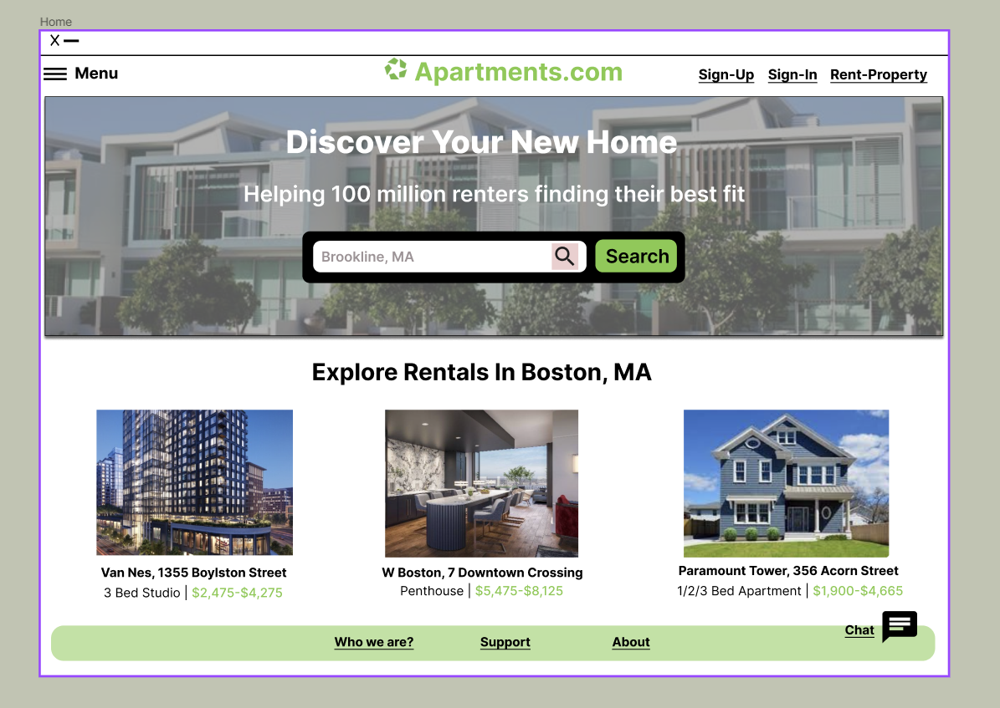 Home
X
Menu
Apartments.com
Sign-Up Sign-In Rent-Property
Discover Your New Home
Helping 100 million renters finding their best fit
Brookline, MA
Search
Explore Rentals In Boston, MA
Van Nes, 1355 Boylston Street
3 Bed Studio | $2,475-$4,275
W Boston, 7 Downtown Crossing
Penthouse | $5,475-$8,125
Paramount Tower, 356 Acorn Street
1/2/3 Bed Apartment | $1,900-$4,665
Chat
Who we are? Support About